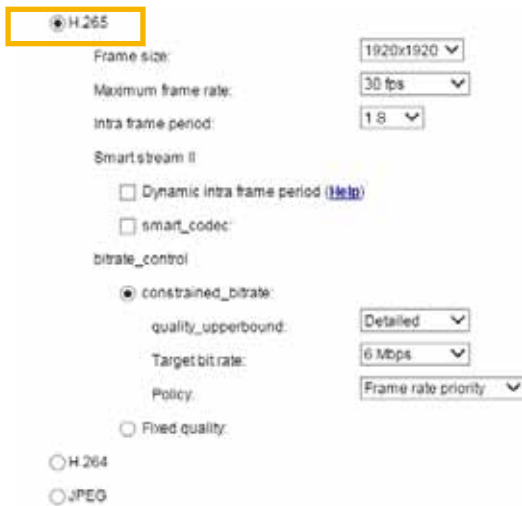 H.265
Frame size: 1920x1920
Maximum frame rate: 30 fps
Intra frame period: 1 S
Smart stream II
Dynamic intra frame period (Help)
smart_codec:
bitrate_control
constrained_bitrate:
quality_upperbound: Detailed
Target bit rate: 6 Mbps
Policy: Frame rate priority
Fixed quality:
H.264
JPEG